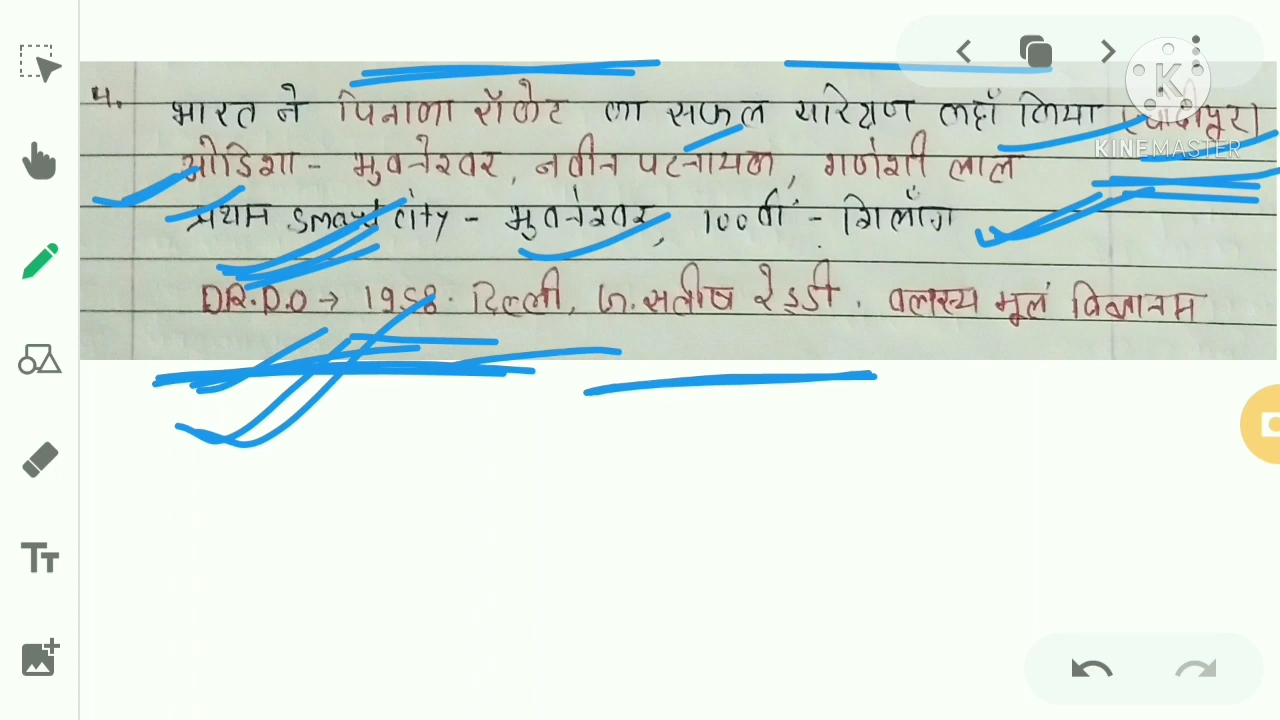 4. भारत ने पिनाका रॉकेट का सफल परिक्षण कहाँ किया (चांदीपुर)
ओडिशा - भुवनेश्वर, नवीन पटनायक, गणेशी लाल
प्रथम smart city - भुवनेश्वर, 100वीं - शिलाँग
D.R.D.O → 1958. दिल्ली, जी. सतीष रेड्डी. बलस्य मूलं विज्ञानम
KINEMASTER